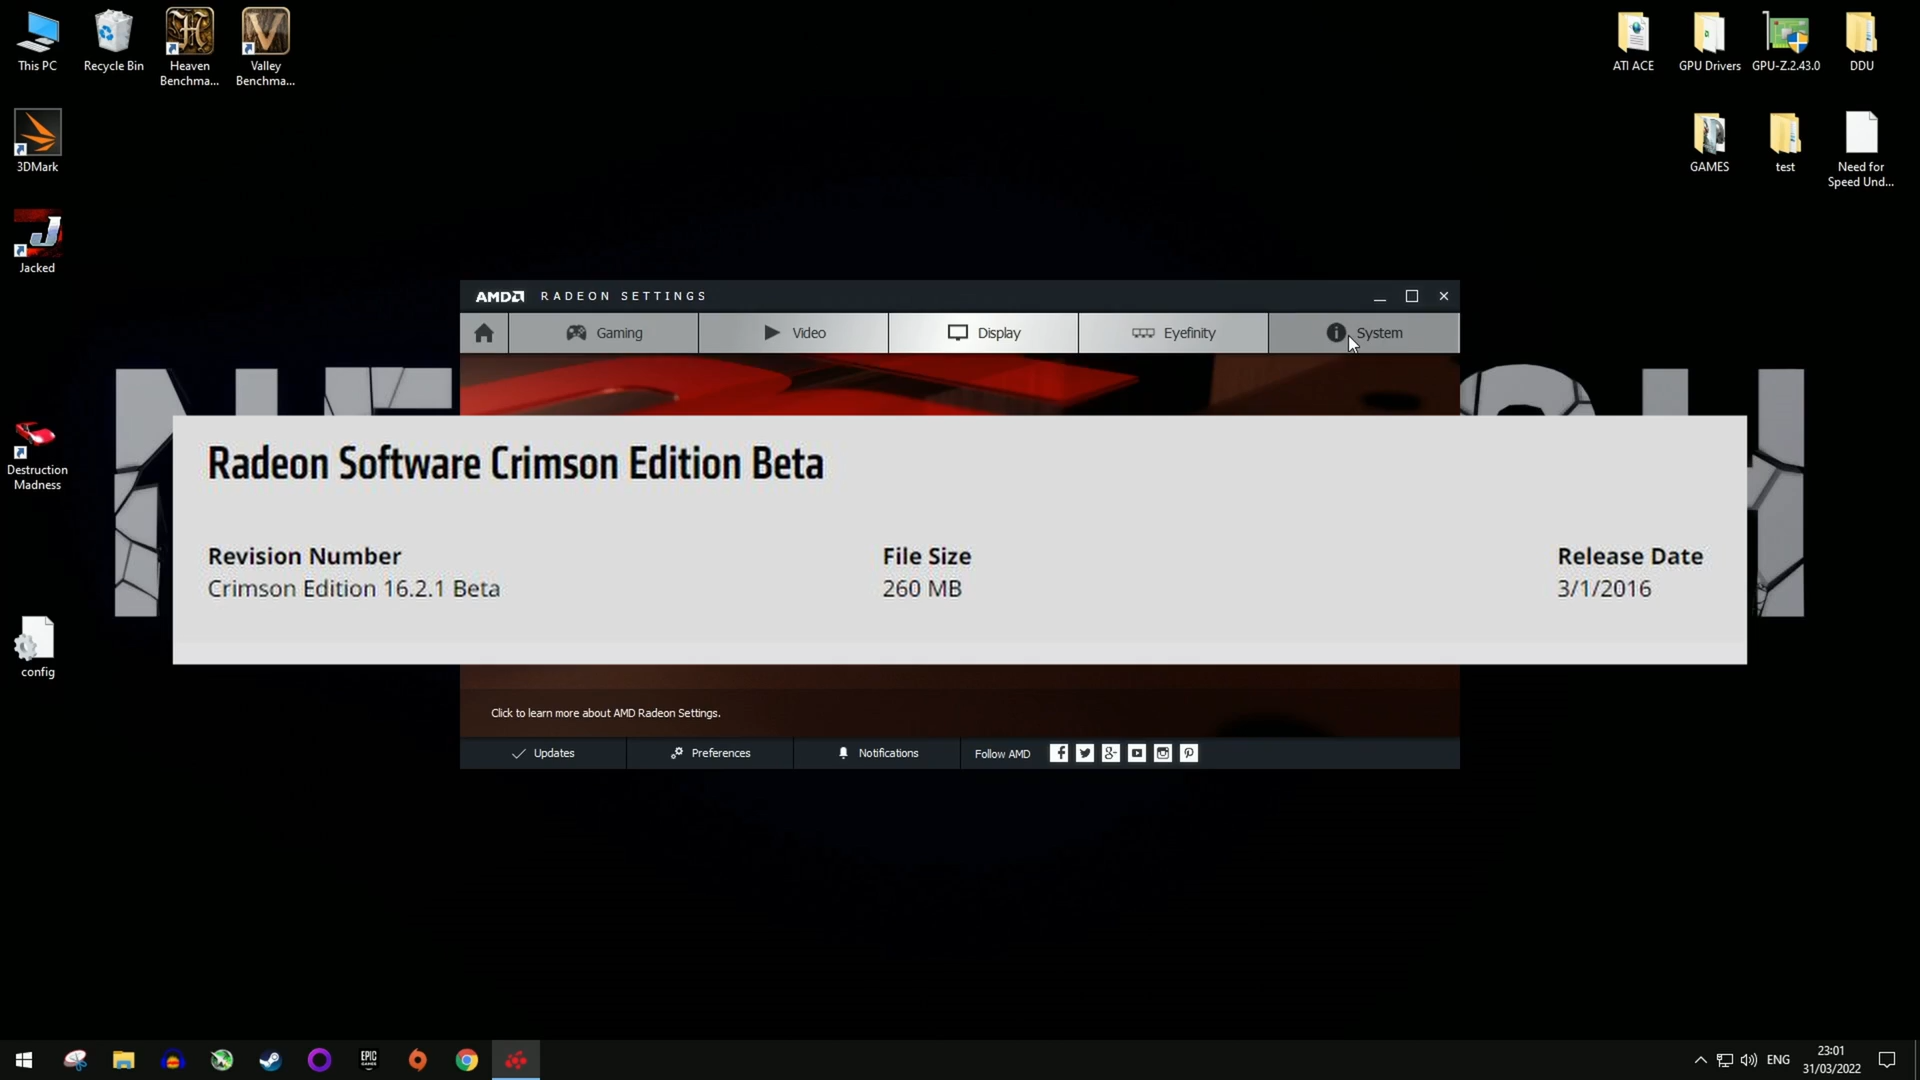 This PC
Recycle Bin
Heaven
Benchma...
Valley
Benchma...
ATI ACE
GPU Drivers
GPU-Z.2.43.0
DDU
3DMark
GAMES
test
Need for
Speed Und...
Jacked
AMD RADEON SETTINGS
Gaming
Video
Display
Eyefinity
System
Radeon Software Crimson Edition Beta
Revision Number
Crimson Edition 16.2.1 Beta
File Size
260 MB
Release Date
3/1/2016
Destruction
Madness
config
Click to learn more about AMD Radeon Settings.
Updates
Preferences
Notifications
Follow AMD
EPIC
GAMES
ENG
23:01
31/03/2022